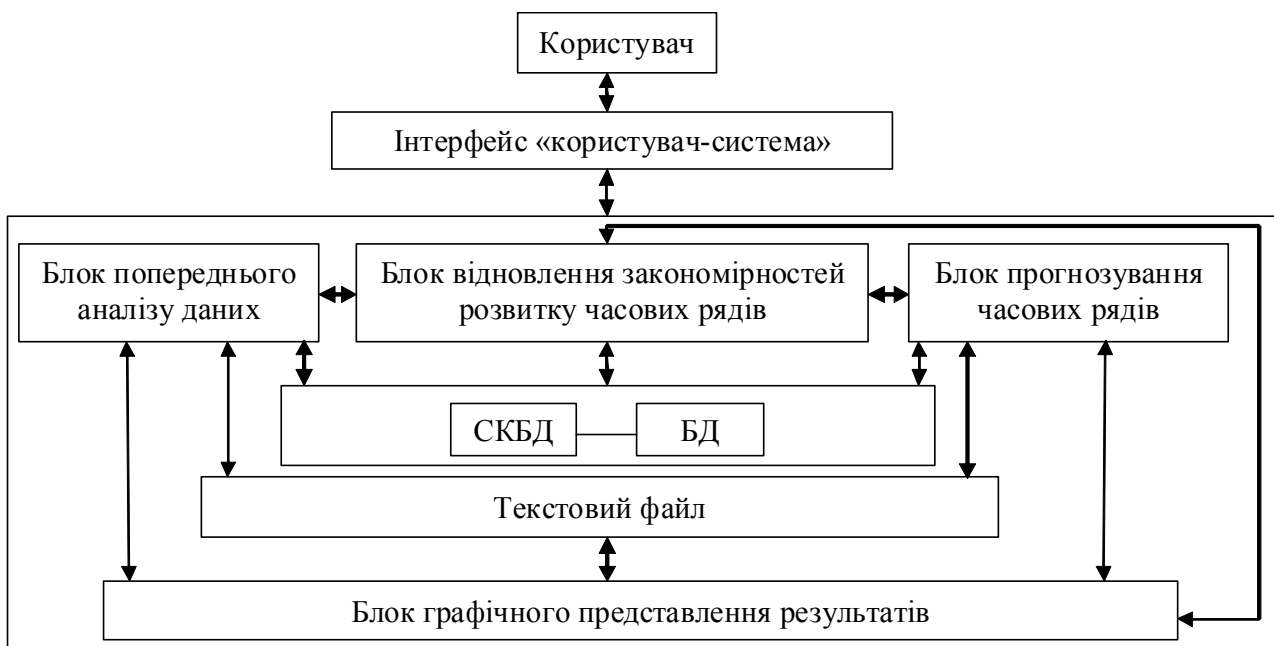 Користувач
Інтерфейс «користувач-система»
Блок попереднього
аналізу даних
Блок відновлення закономірностей
розвитку часових рядів
Блок прогнозування
часових рядів
СКБД
БД
Текстовий файл
Блок графічного представлення результатів